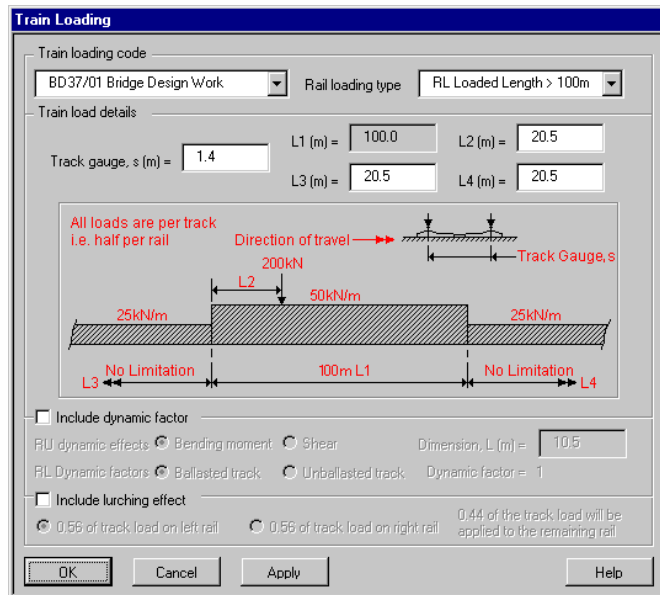 Train Loading
Train loading code
BD37/01 Bridge Design Work Rail loading type RL Loaded Length > 100m
Train load details
Track gauge, s (m) = 1.4 L1 (m) = 100.0 L2 (m) = 20.5
L3 (m) = 20.5 L4 (m) = 20.5
All loads are per track
i.e. half per rail
Direction of travel
Track Gauge, s
200kN
L2
25kN/m 50kN/m 25kN/m
No Limitation 100m L1 No Limitation
L3 L4
Include dynamic factor
RU dynamic effects Bending moment Shear Dimension, L (m) = 10.5
RL Dynamic factors Ballasted track Unballasted track Dynamic factor = 1
Include lurching effect
0.56 of track load on left rail 0.56 of track load on right rail 0.44 of the track load will be
applied to the remaining rail
OK Cancel Apply Help